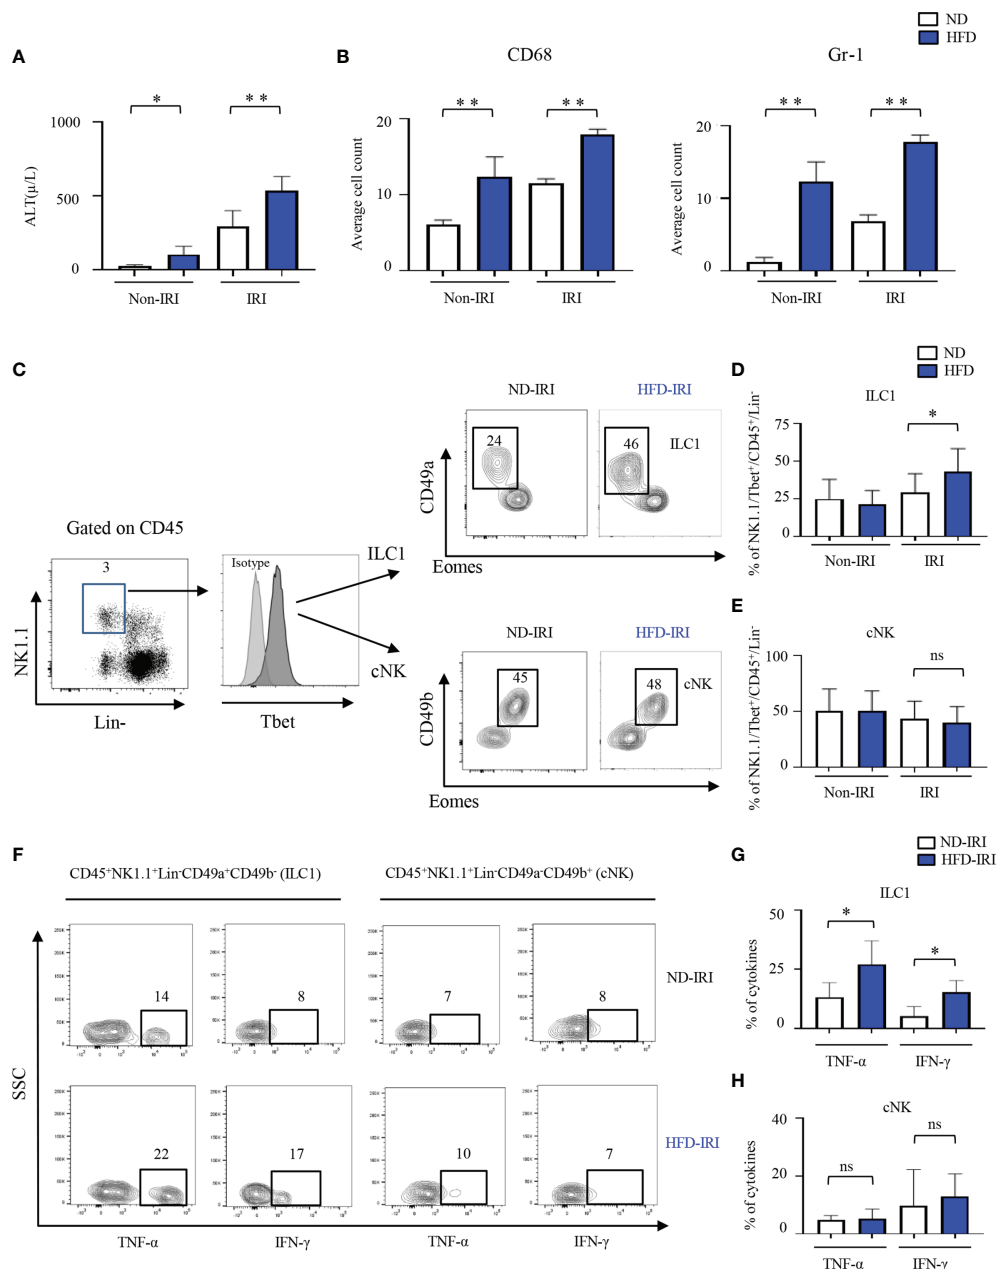 ND
HFD
A
B
CD68
Gr-1
*
* *
* *
* *
* *
* *
1000
500
0
ALT(μ/L)
Non-IRI
IRI
20
10
0
Average cell count
Non-IRI
IRI
20
10
0
Average cell count
Non-IRI
IRI
C
ND-IRI
HFD-IRI
24
46
ILC1
CD49a
Eomes
Gated on CD45
3
NK1.1
Lin-
Isotype
Tbet
ILC1
cNK
ND-IRI
HFD-IRI
45
48
cNK
CD49b
Eomes
ND
HFD
D
ILC1
*
75
50
25
0
% of NK1.1/Tbet⁺/CD45⁺/Lin⁻
Non-IRI
IRI
E
cNK
ns
100
50
0
% of NK1.1/Tbet⁺/CD45⁺/Lin⁻
Non-IRI
IRI
F
CD45⁺NK1.1⁺Lin⁻CD49a⁺CD49b⁻ (ILC1)
CD45⁺NK1.1⁺Lin⁻CD49a⁻CD49b⁺ (cNK)
14
8
7
8
ND-IRI
22
17
10
7
HFD-IRI
SSC
TNF-α
IFN-γ
TNF-α
IFN-γ
G
ND-IRI
HFD-IRI
ILC1
*
*
50
25
0
% of cytokines
TNF-α
IFN-γ
H
cNK
ns
ns
40
20
0
% of cytokines
TNF-α
IFN-γ